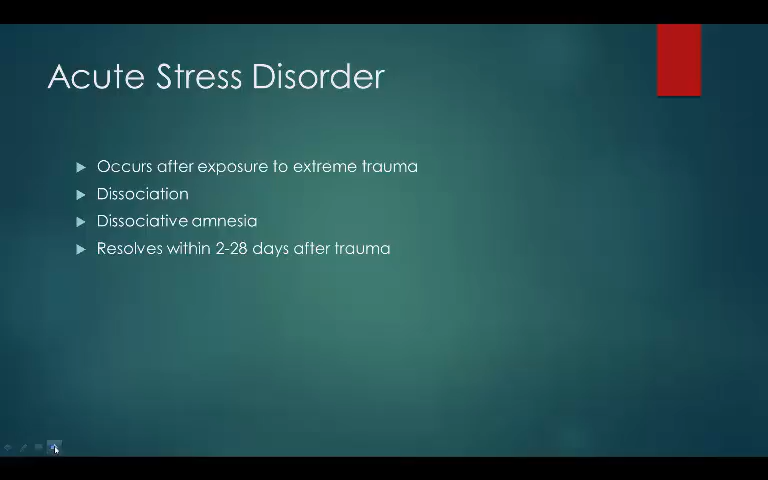 Acute Stress Disorder
Occurs after exposure to extreme trauma
Dissociation
Dissociative amnesia
Resolves within 2-28 days after trauma